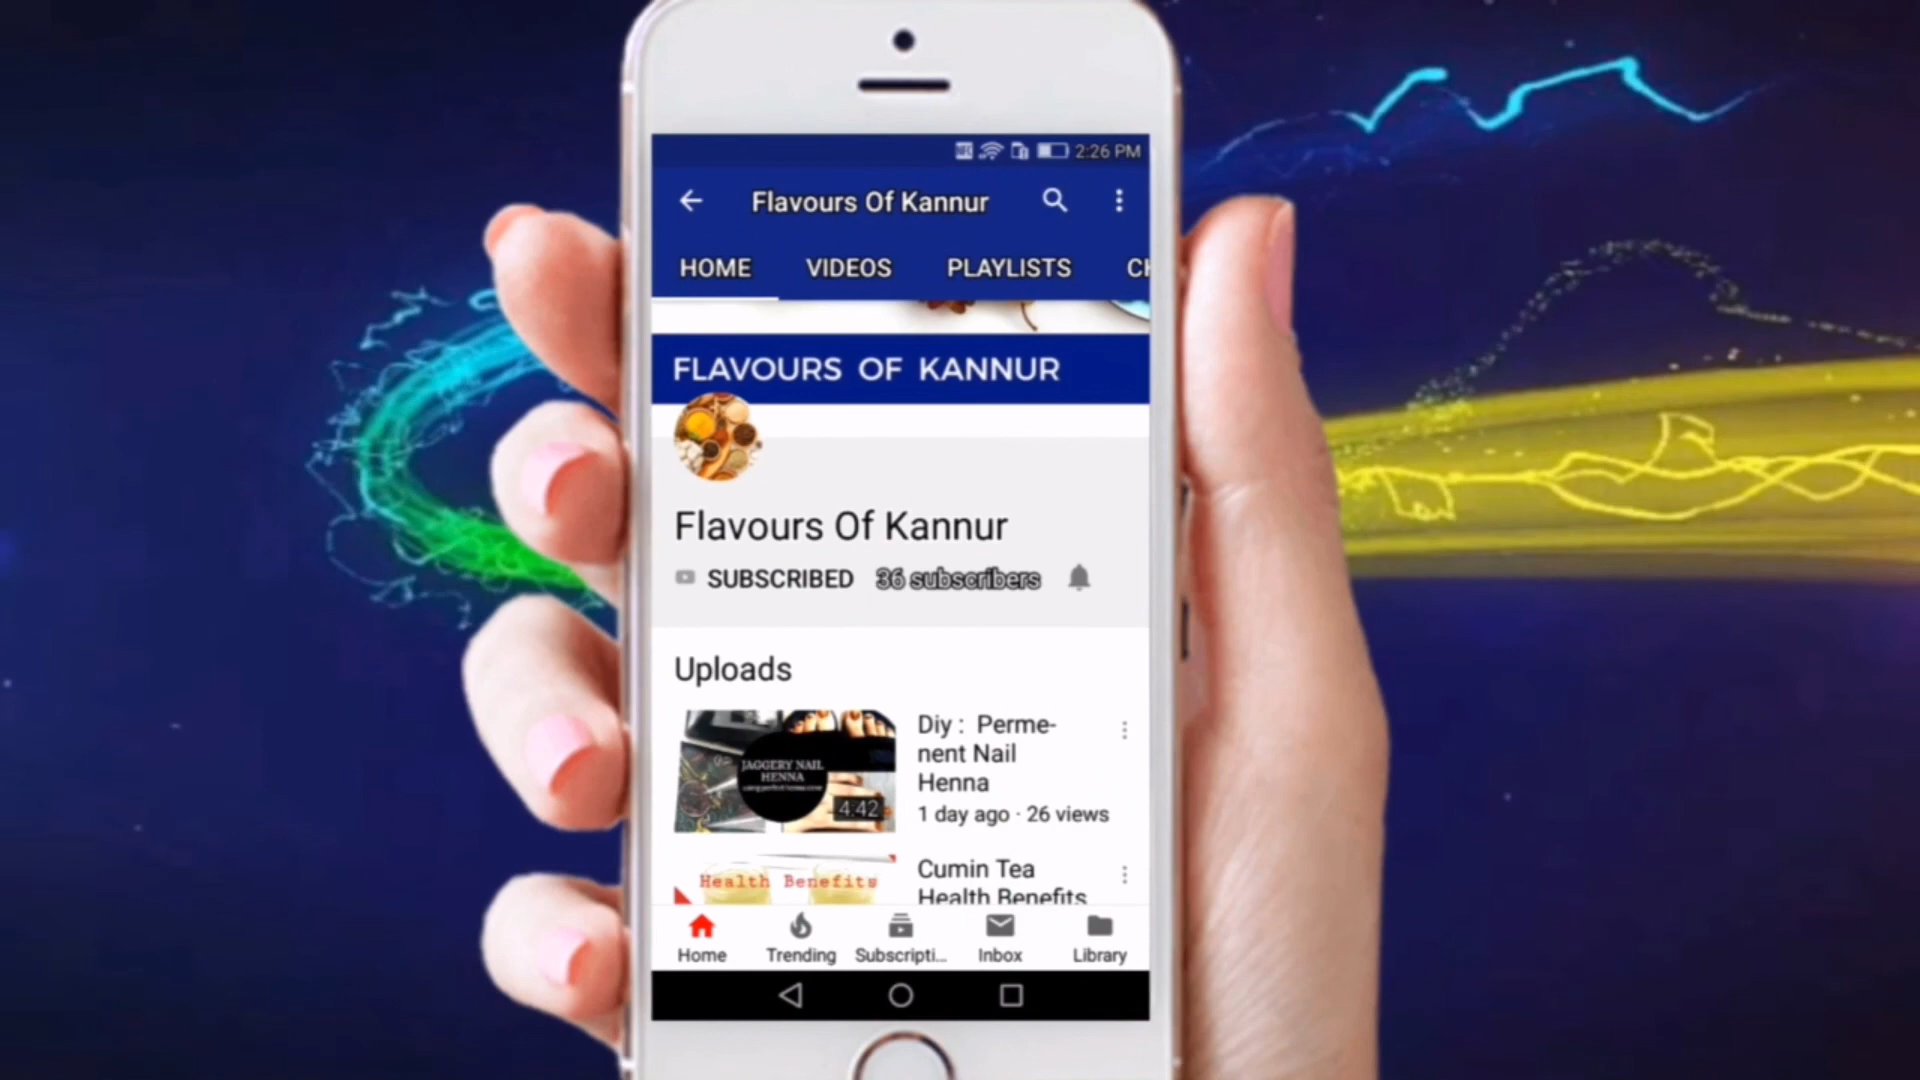 2:26 PM
Flavours Of Kannur
HOME VIDEOS PLAYLISTS CH
FLAVOURS OF KANNUR
Flavours Of Kannur
SUBSCRIBED 36 subscribers
Uploads
Diy : Perme-
nent Nail
Henna
1 day ago · 26 views
JAGGERY NAIL
HENNA
4:42
Cumin Tea
Health Benefits
Health Benefits
Home Trending Subscripti... Inbox Library